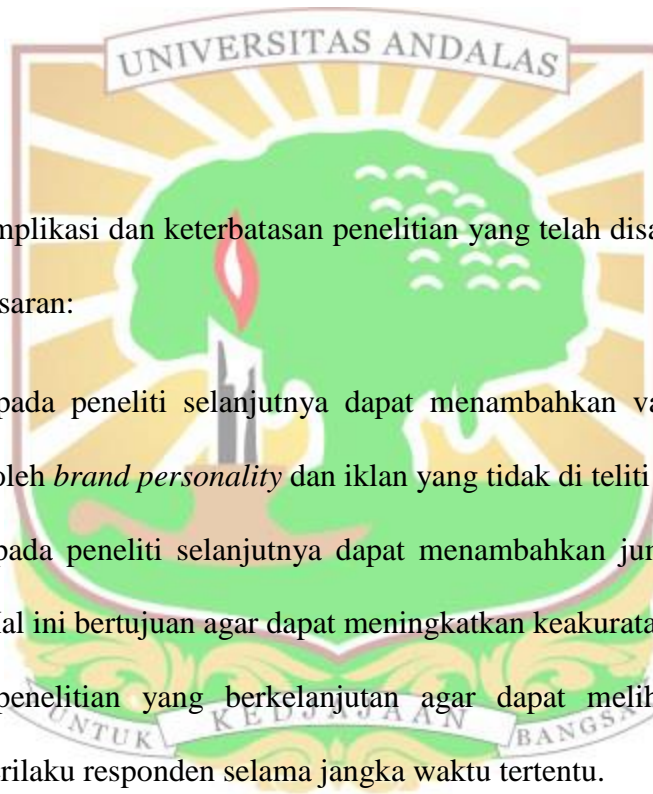 UNIVERSITAS ANDALAS
mplikasi dan keterbatasan penelitian yang telah disa
saran:
pada peneliti selanjutnya dapat menambahkan va
oleh brand personality dan iklan yang tidak di teliti
pada peneliti selanjutnya dapat menambahkan jum
Hal ini bertujuan agar dapat meningkatkan keakurata
penelitian yang berkelanjutan agar dapat melih
UNTUK KEDJAJAAN BANGSA
rilaku responden selama jangka waktu tertentu.